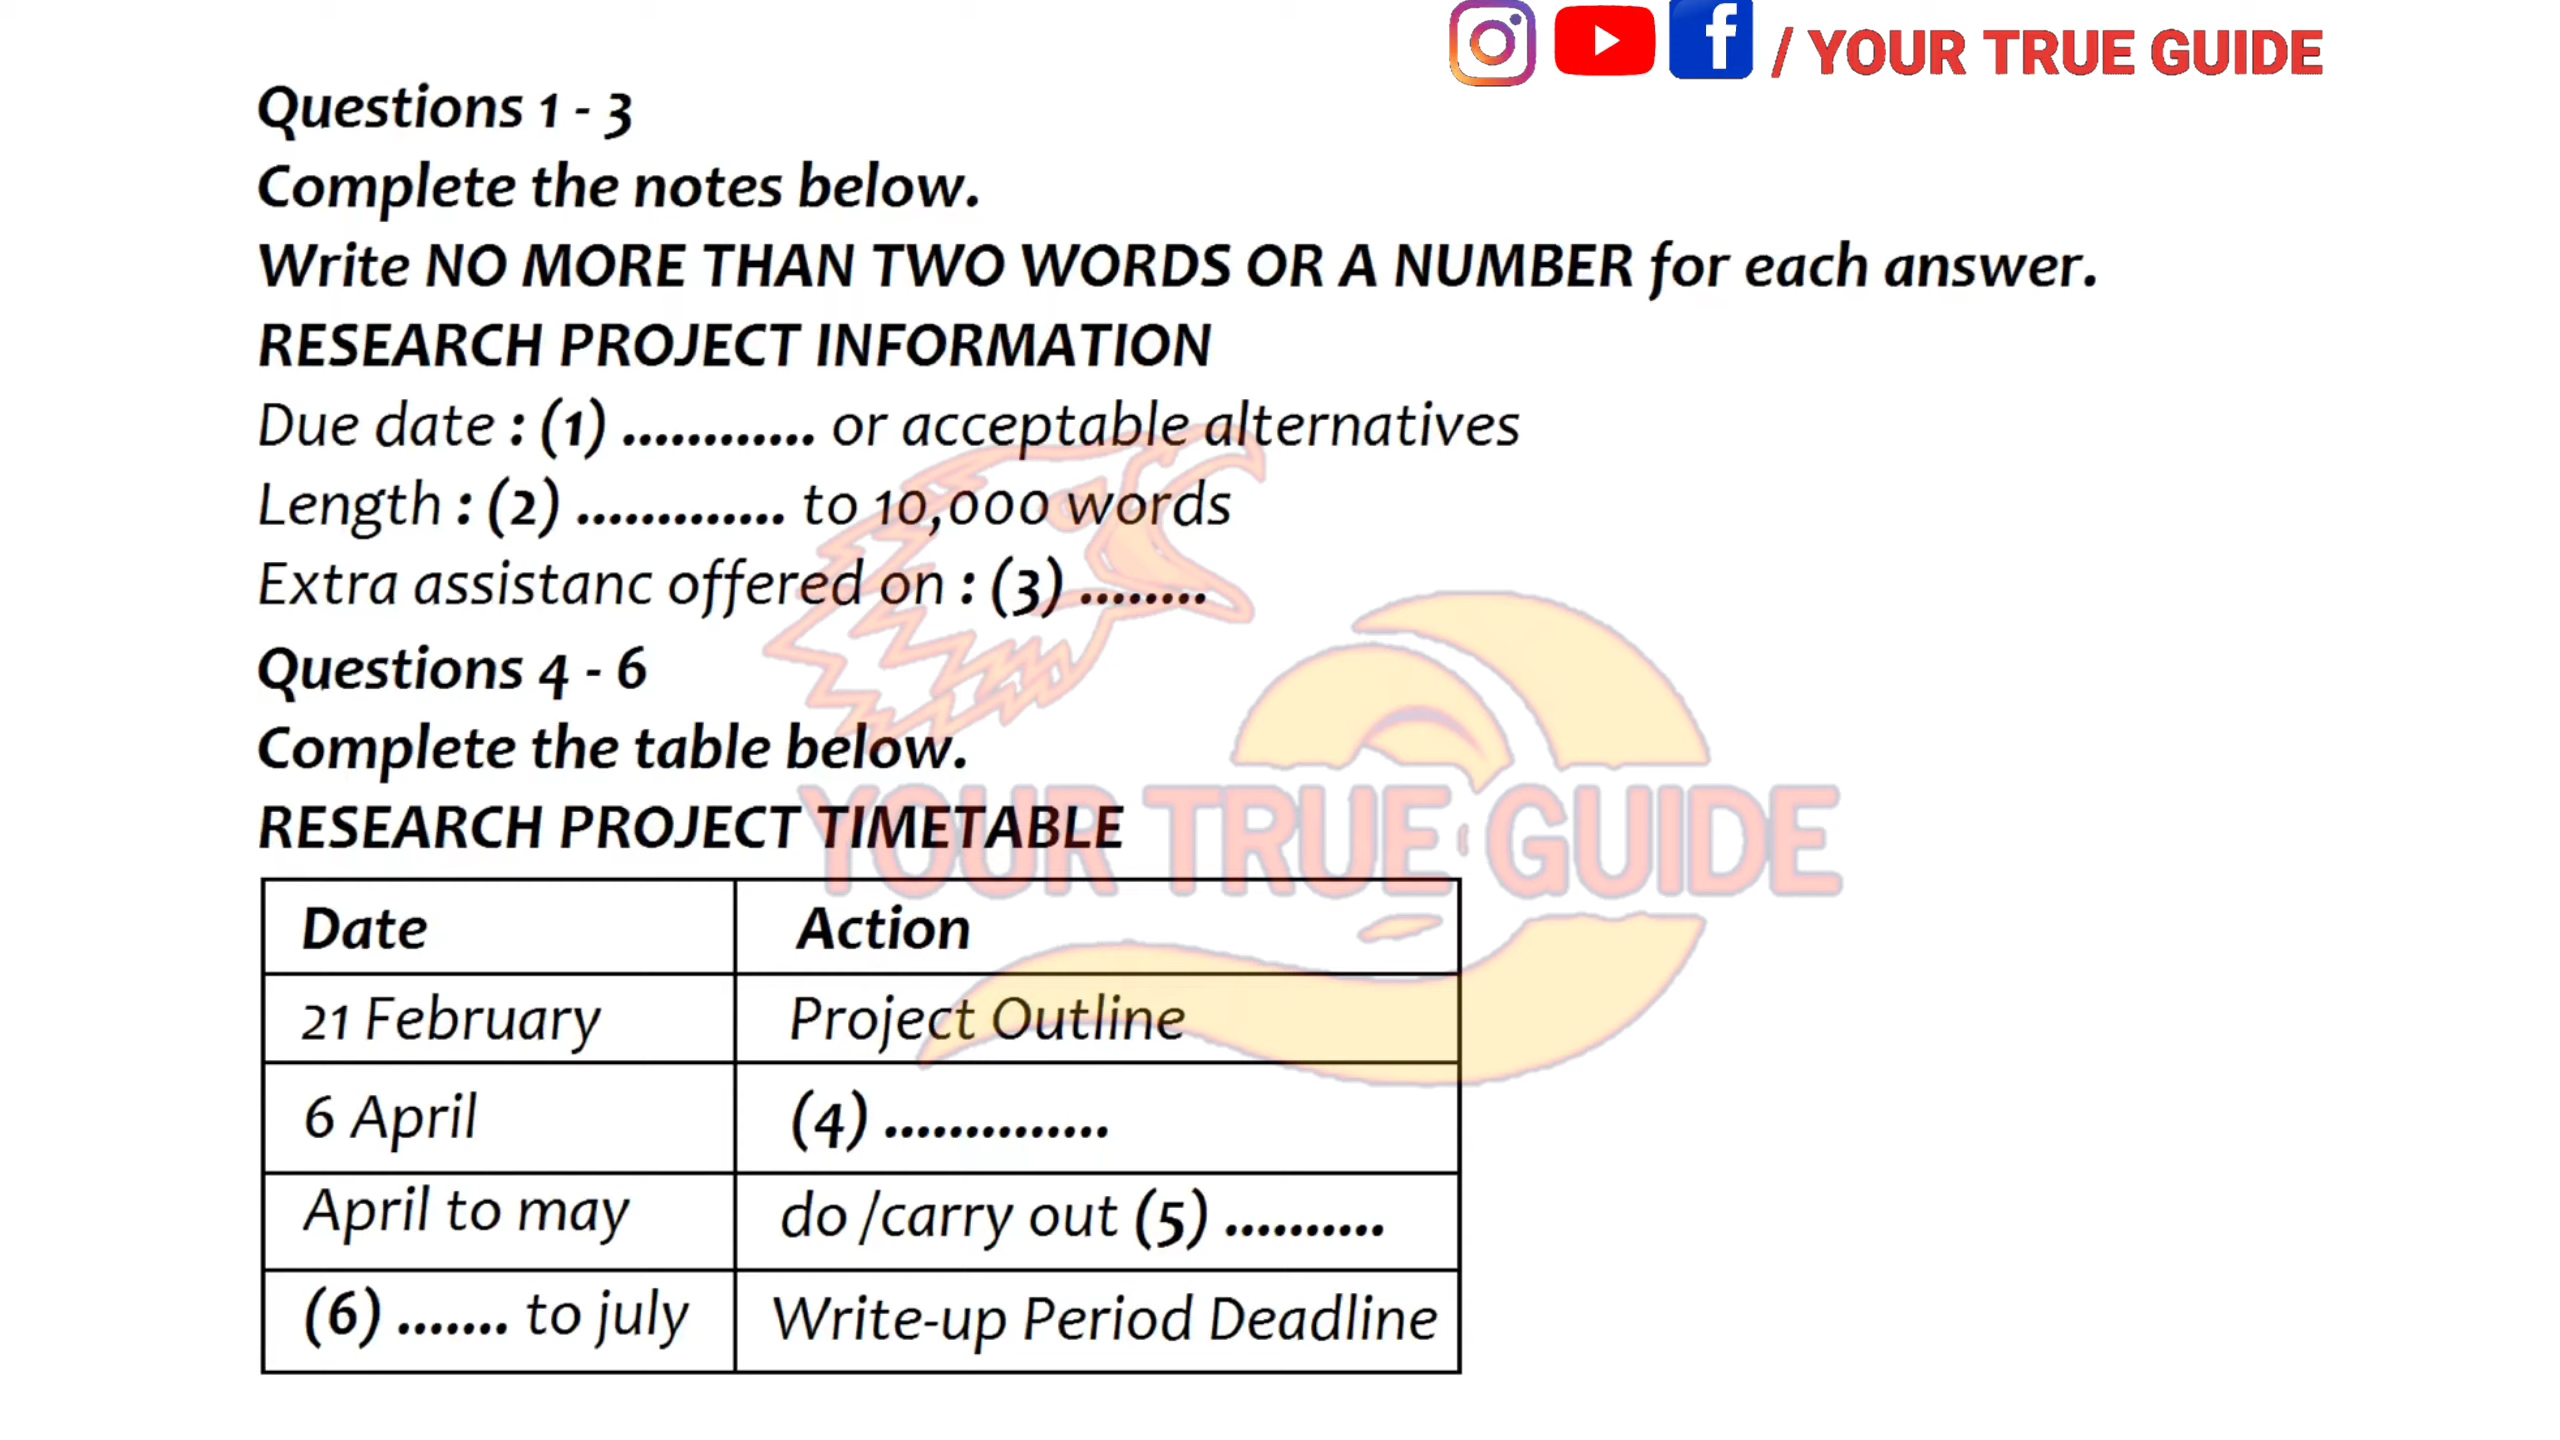 / YOUR TRUE GUIDE
Questions 1 - 3
Complete the notes below.
Write NO MORE THAN TWO WORDS OR A NUMBER for each answer.
RESEARCH PROJECT INFORMATION
Due date : (1) ............ or acceptable alternatives
Length : (2) ............. to 10,000 words
Extra assistanc offered on : (3) ........
Questions 4 - 6
Complete the table below.
YOUR TRUE GUIDE
RESEARCH PROJECT TIMETABLE
Date Action
21 February Project Outline
6 April (4) ..............
April to may do /carry out (5) ..........
(6) ....... to july Write-up Period Deadline